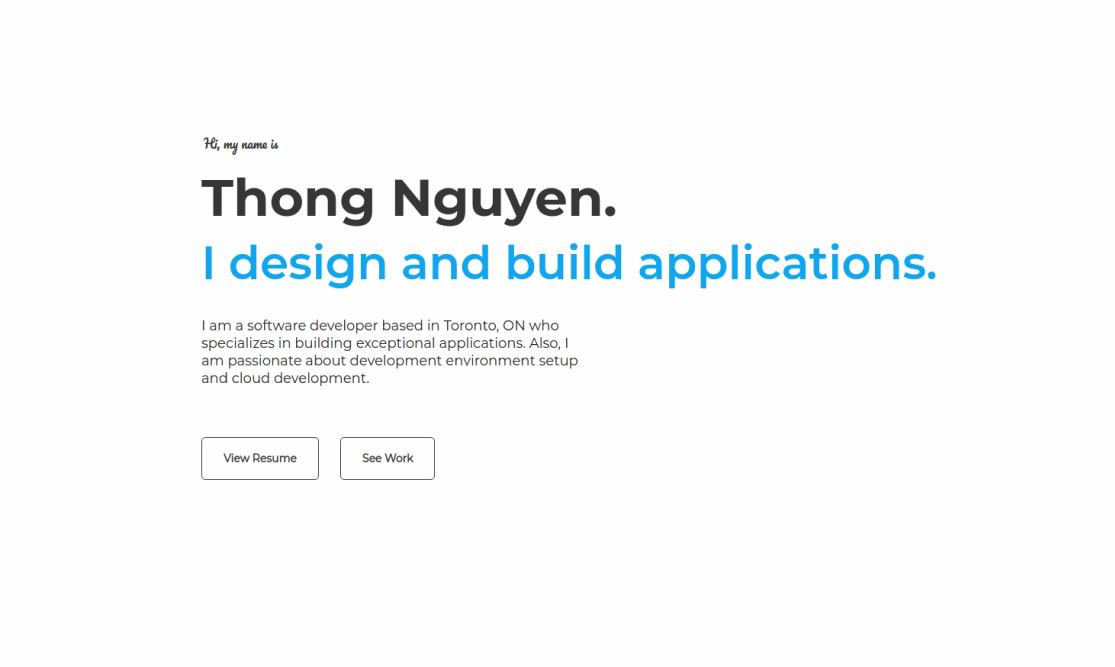 Hi, my name is
Thong Nguyen.
I design and build applications.
I am a software developer based in Toronto, ON who
specializes in building exceptional applications. Also, I
am passionate about development environment setup
and cloud development.
View Resume
See Work